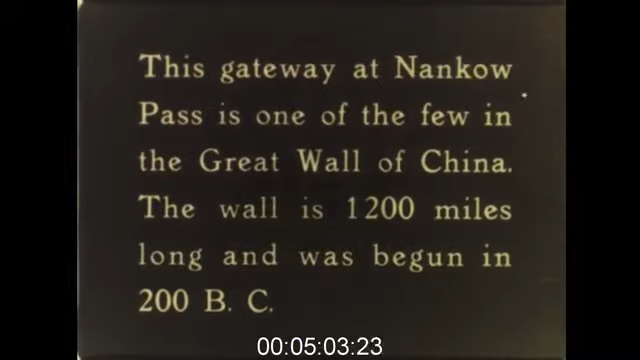 This gateway at Nankow
Pass is one of the few in
the Great Wall of China.
The wall is 1200 miles
long and was begun in
200 B. C.
00:05:03:23